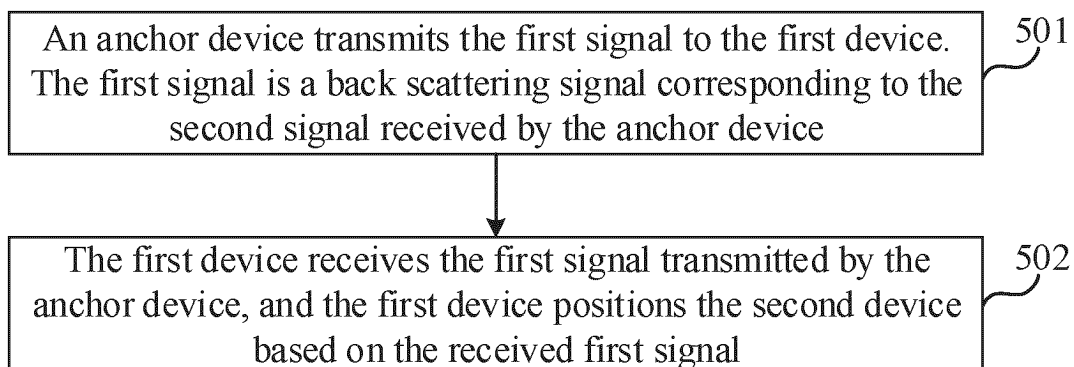 An anchor device transmits the first signal to the first device.
The first signal is a back scattering signal corresponding to the
second signal received by the anchor device
501
The first device receives the first signal transmitted by the
anchor device, and the first device positions the second device
based on the received first signal
502